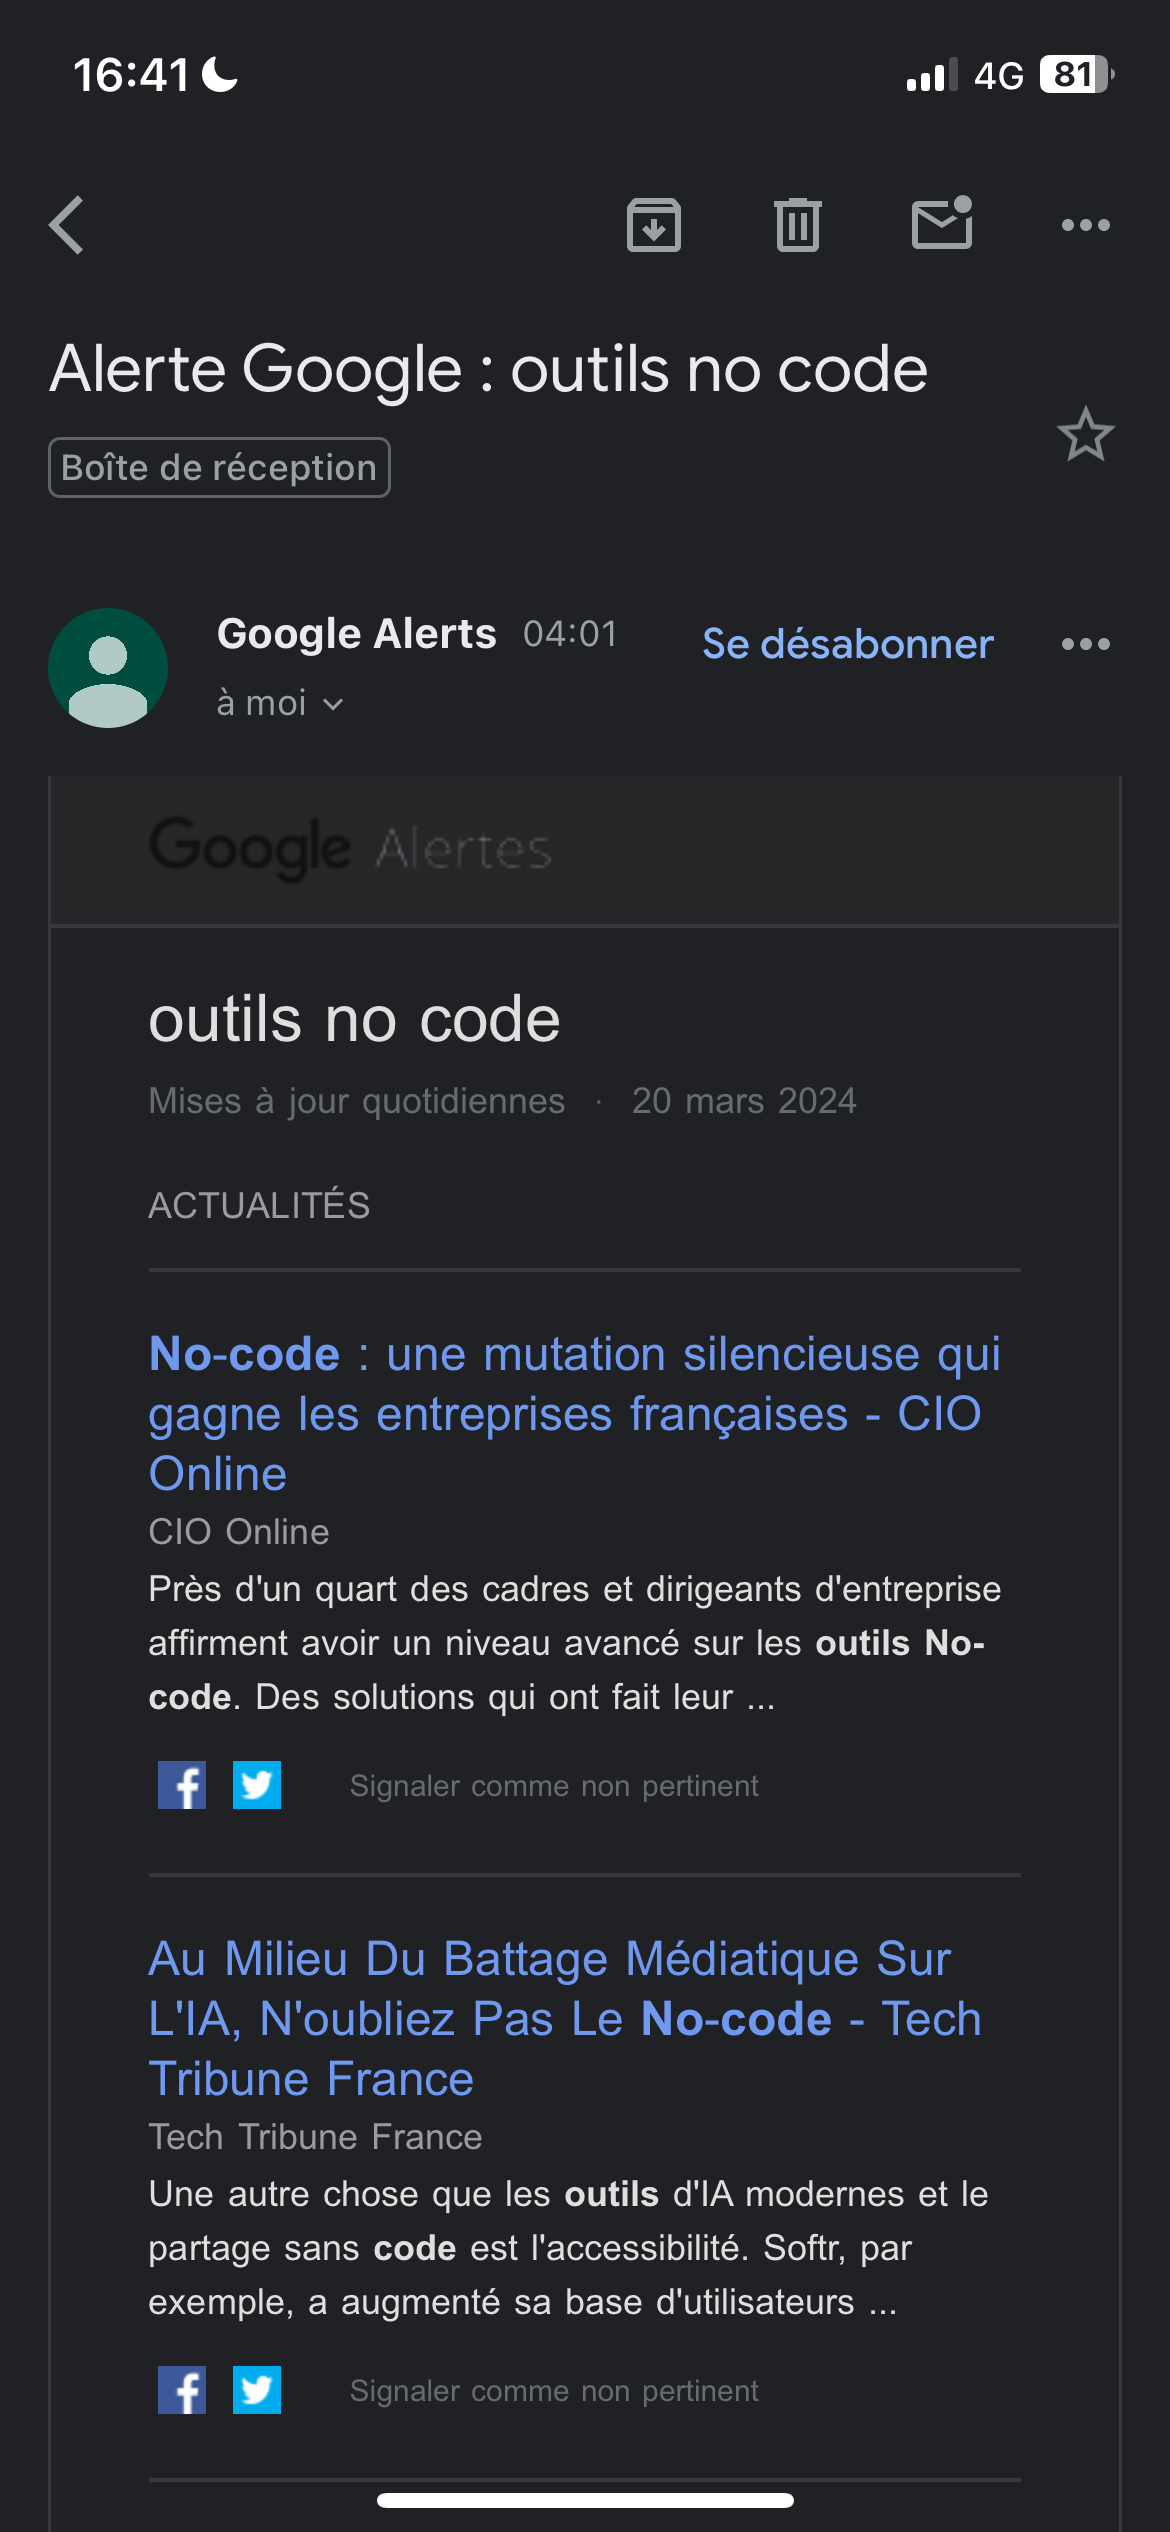 16:41
4G 81
Alerte Google : outils no code
Boîte de réception
Google Alerts 04:01
Se désabonner
à moi
Google Alertes
outils no code
Mises à jour quotidiennes · 20 mars 2024
ACTUALITÉS
No-code : une mutation silencieuse qui
gagne les entreprises françaises - CIO
Online
CIO Online
Près d'un quart des cadres et dirigeants d'entreprise
affirment avoir un niveau avancé sur les outils No-
code. Des solutions qui ont fait leur ...
Signaler comme non pertinent
Au Milieu Du Battage Médiatique Sur
L'IA, N'oubliez Pas Le No-code - Tech
Tribune France
Tech Tribune France
Une autre chose que les outils d'IA modernes et le
partage sans code est l'accessibilité. Softr, par
exemple, a augmenté sa base d'utilisateurs ...
Signaler comme non pertinent